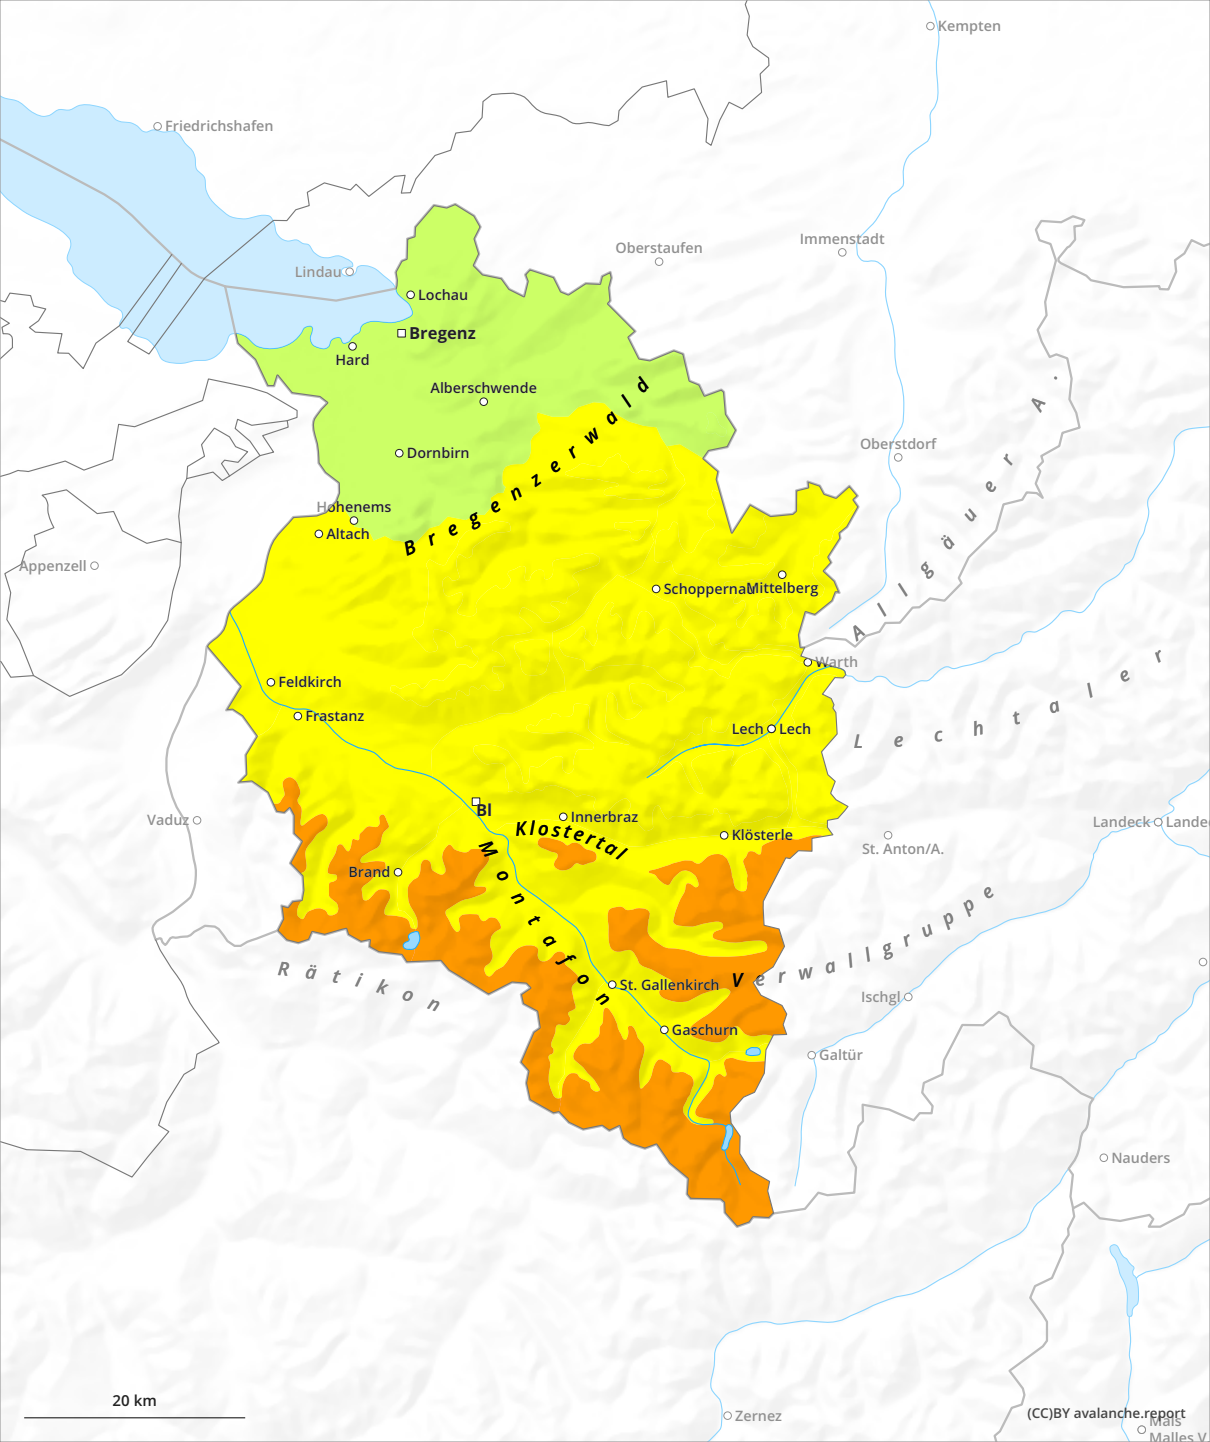 Kempten
Friedrichshafen
Immenstadt
Oberstaufen
Lindau
Lochau
Bregenz
Hard
Alberschwende
Oberstdorf
Dornbirn
Bregenzerwald
Allgäuer A.
Hohenems
Altach
Appenzell
Schoppernau
Mittelberg
Warth
Feldkirch
Frastanz
Lech
Lech
Lechtaler
Bl
Innerbraz
Klostertal
Klösterle
Vaduz
Landeck
St. Anton/A.
Brand
Montafon
Verwallgruppe
Rätikon
St. Gallenkirch
Ischgl
Gaschurn
Galtür
Nauders
20 km
Zernez
(CC)BY avalanche.report
Mals
Malles V